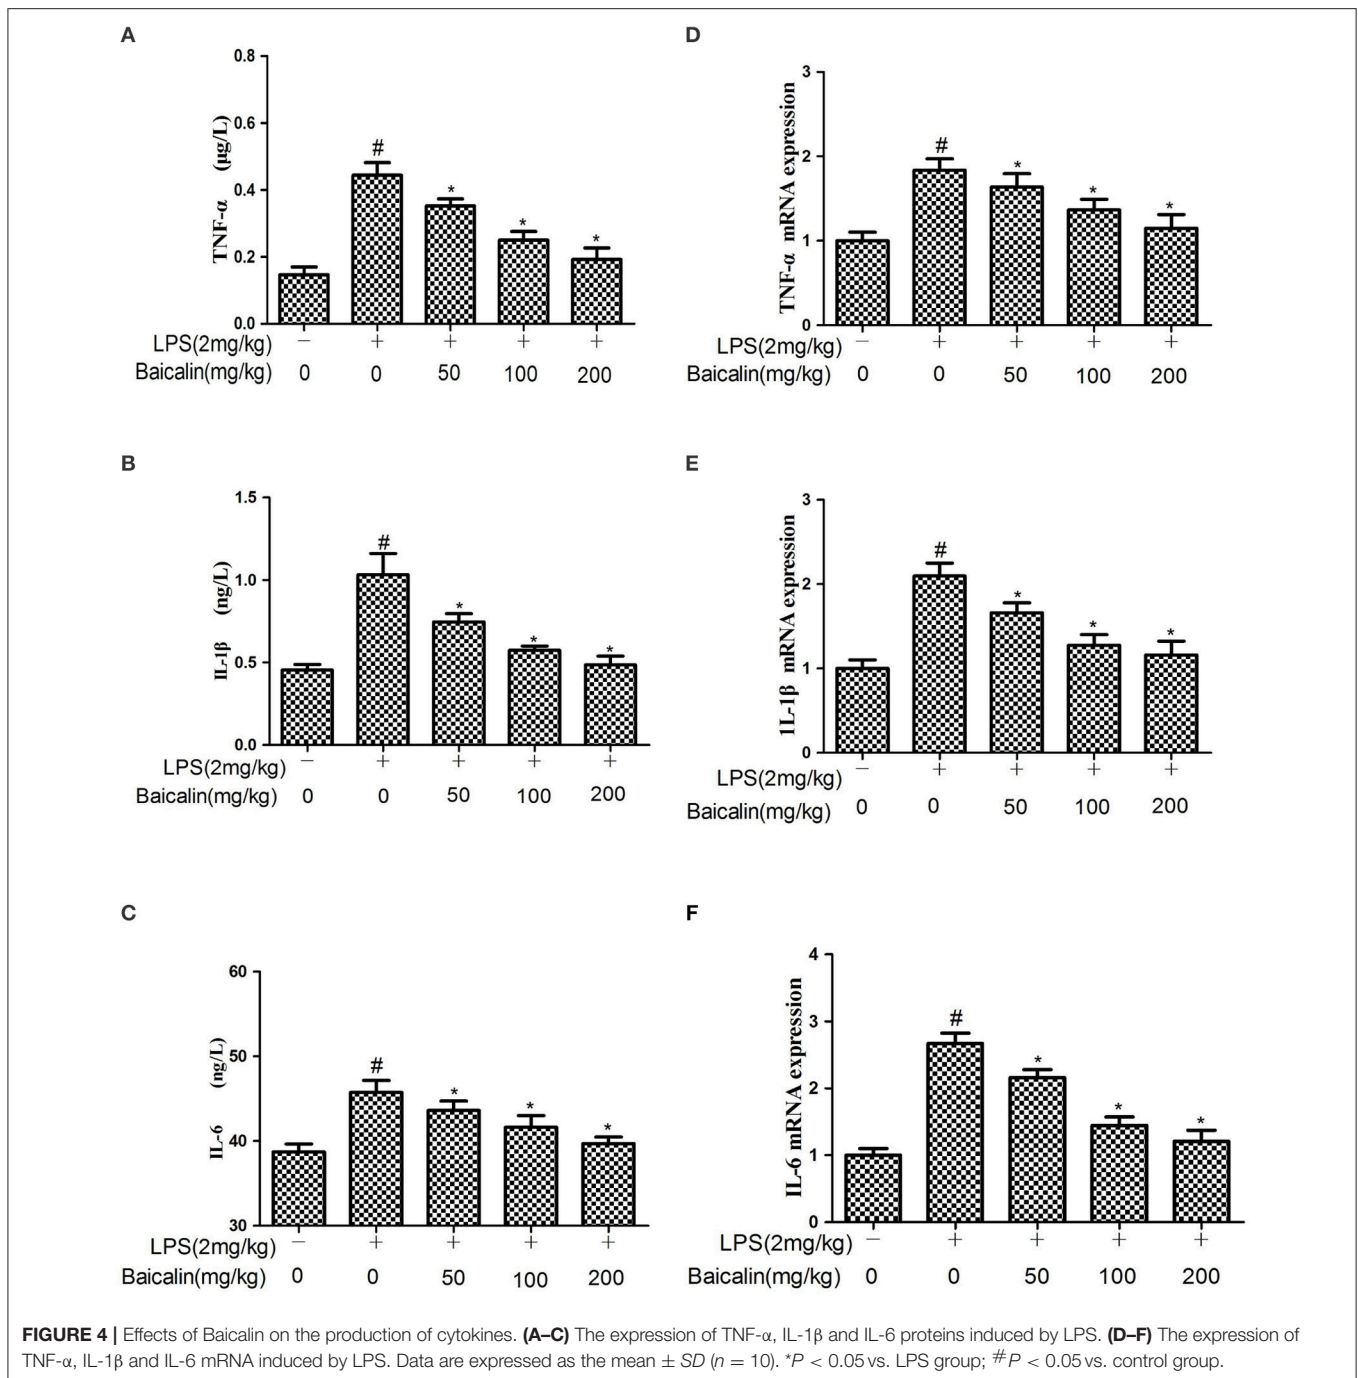 A
0.8
0.6
0.4
0.2
0.0
TNF-α (µg/L)
#
*
*
*
LPS(2mg/kg) − + + + +
Baicalin(mg/kg) 0 0 50 100 200
D
3
2
1
0
TNF-α mRNA expression
#
*
*
*
LPS(2mg/kg) − + + + +
Baicalin(mg/kg) 0 0 50 100 200
B
1.5
1.0
0.5
0.0
IL-1β (ng/L)
#
*
*
*
LPS(2mg/kg) − + + + +
Baicalin(mg/kg) 0 0 50 100 200
E
3
2
1
0
1L-1β mRNA expression
#
*
*
*
LPS(2mg/kg) − + + + +
Baicalin(mg/kg) 0 0 50 100 200
C
60
50
40
30
IL-6 (ng/L)
#
*
*
*
LPS(2mg/kg) − + + + +
Baicalin(mg/kg) 0 0 50 100 200
F
4
3
2
1
0
IL-6 mRNA expression
#
*
*
*
LPS(2mg/kg) − + + + +
Baicalin(mg/kg) 0 0 50 100 200
FIGURE 4 | Effects of Baicalin on the production of cytokines. (A–C) The expression of TNF-α, IL-1β and IL-6 proteins induced by LPS. (D–F) The expression of
TNF-α, IL-1β and IL-6 mRNA induced by LPS. Data are expressed as the mean ± SD (n = 10). *P < 0.05 vs. LPS group; #P < 0.05 vs. control group.